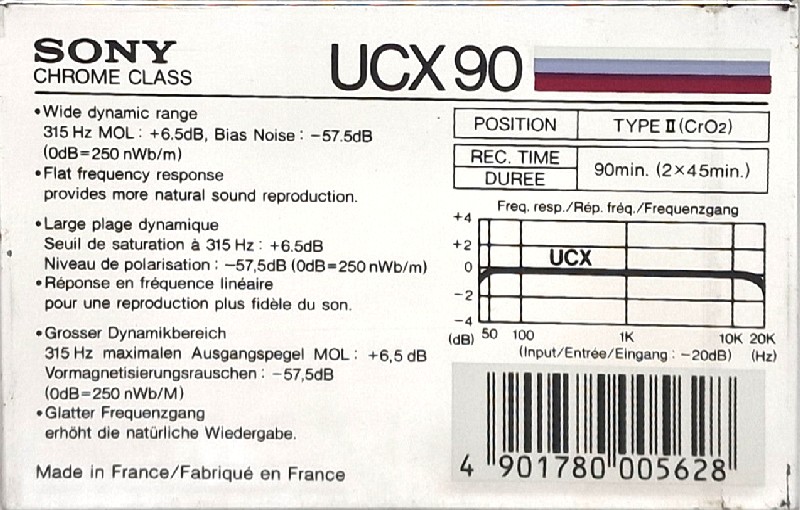 SONY
CHROME CLASS
UCX 90
•Wide dynamic range
315 Hz MOL : +6.5dB, Bias Noise : −57.5dB
(0dB=250 nWb/m)
•Flat frequency response
provides more natural sound reproduction.
•Large plage dynamique
Seuil de saturation à 315 Hz : +6.5dB
Niveau de polarisation : −57,5dB (0dB=250 nWb/m)
•Réponse en fréquence linéaire
pour une reproduction plus fidèle du son.
•Grosser Dynamikbereich
315 Hz maximalen Ausgangspegel MOL : +6,5 dB
Vormagnetisierungsrauschen : −57,5dB
(0dB=250 nWb/M)
•Glatter Frequenzgang
erhöht die natürliche Wiedergabe.
Made in France/Fabriqué en France
POSITION TYPE II (CrO2)
REC. TIME
DUREE
90min. (2×45min.)
Freq. resp./Rép. fréq./Frequenzgang
+4
+2
0
−2
−4
UCX
(dB) 50 100 1K 10K 20K
(Input/Entrée/Eingang : −20dB) (Hz)
4 901780 005628